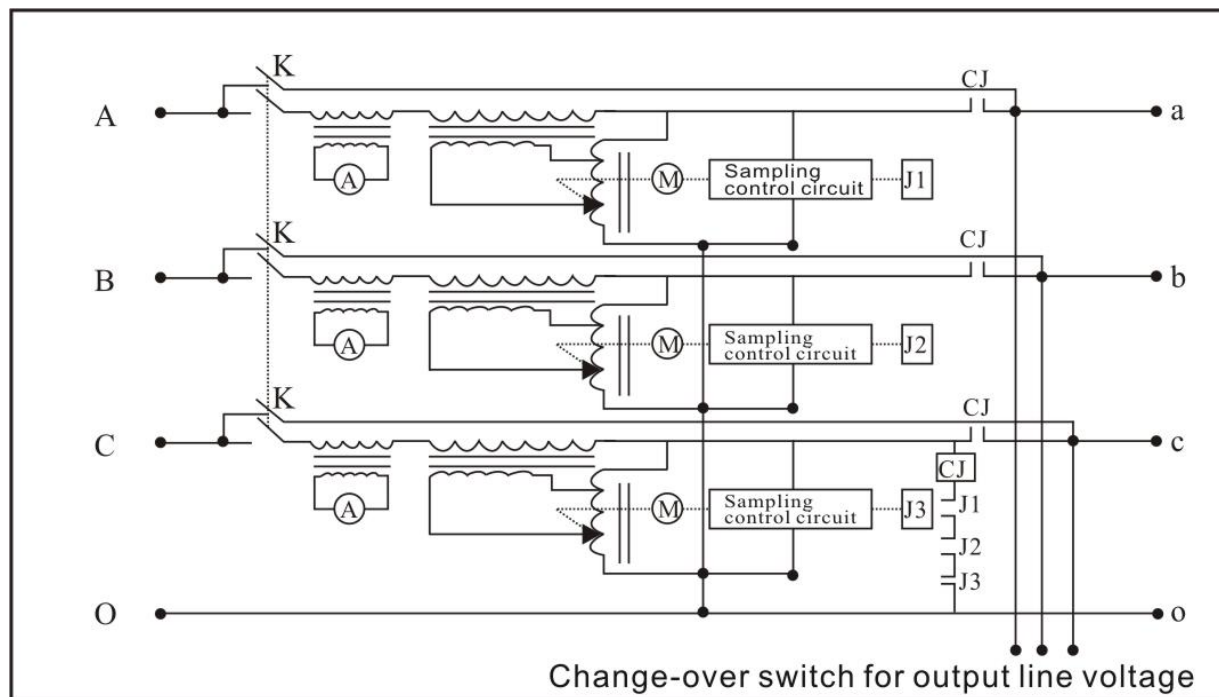 K
CJ
A
a
A
M
Sampling
control circuit
J1
K
CJ
B
b
A
M
Sampling
control circuit
J2
K
CJ
C
c
CJ
A
M
Sampling
control circuit
J3
J1
J2
J3
O
o
Change-over switch for output line voltage